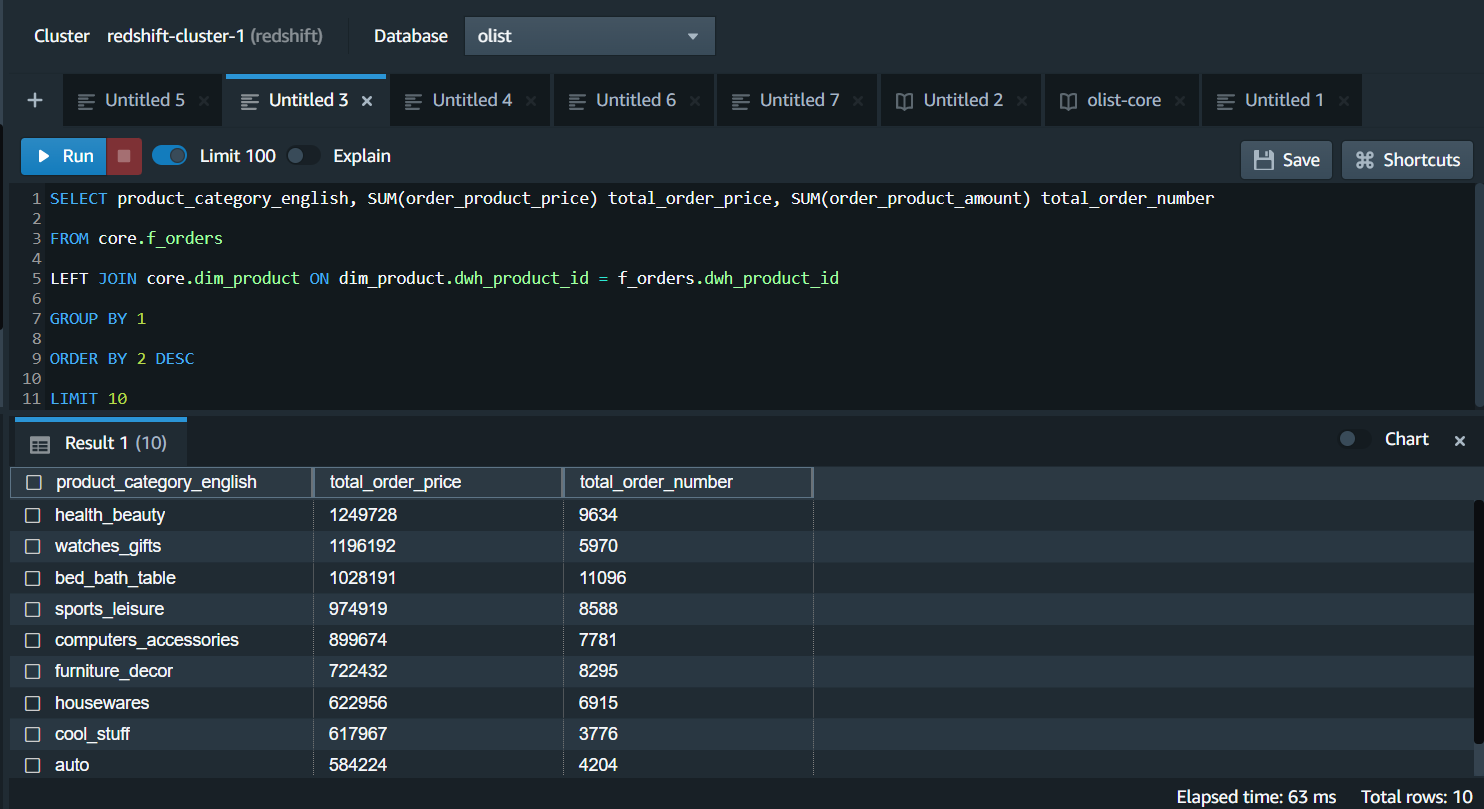 Cluster redshift-cluster-1 (redshift) Database olist
+ Untitled 5 × Untitled 3 × Untitled 4 × Untitled 6 × Untitled 7 × Untitled 2 × olist-core × Untitled 1 ×
Run Limit 100 Explain Save ⌘ Shortcuts
1 SELECT product_category_english, SUM(order_product_price) total_order_price, SUM(order_product_amount) total_order_number
2
3 FROM core.f_orders
4
5 LEFT JOIN core.dim_product ON dim_product.dwh_product_id = f_orders.dwh_product_id
6
7 GROUP BY 1
8
9 ORDER BY 2 DESC
10
11 LIMIT 10
Result 1 (10) Chart ×
product_category_english total_order_price total_order_number
health_beauty 1249728 9634
watches_gifts 1196192 5970
bed_bath_table 1028191 11096
sports_leisure 974919 8588
computers_accessories 899674 7781
furniture_decor 722432 8295
housewares 622956 6915
cool_stuff 617967 3776
auto 584224 4204
Elapsed time: 63 ms Total rows: 10